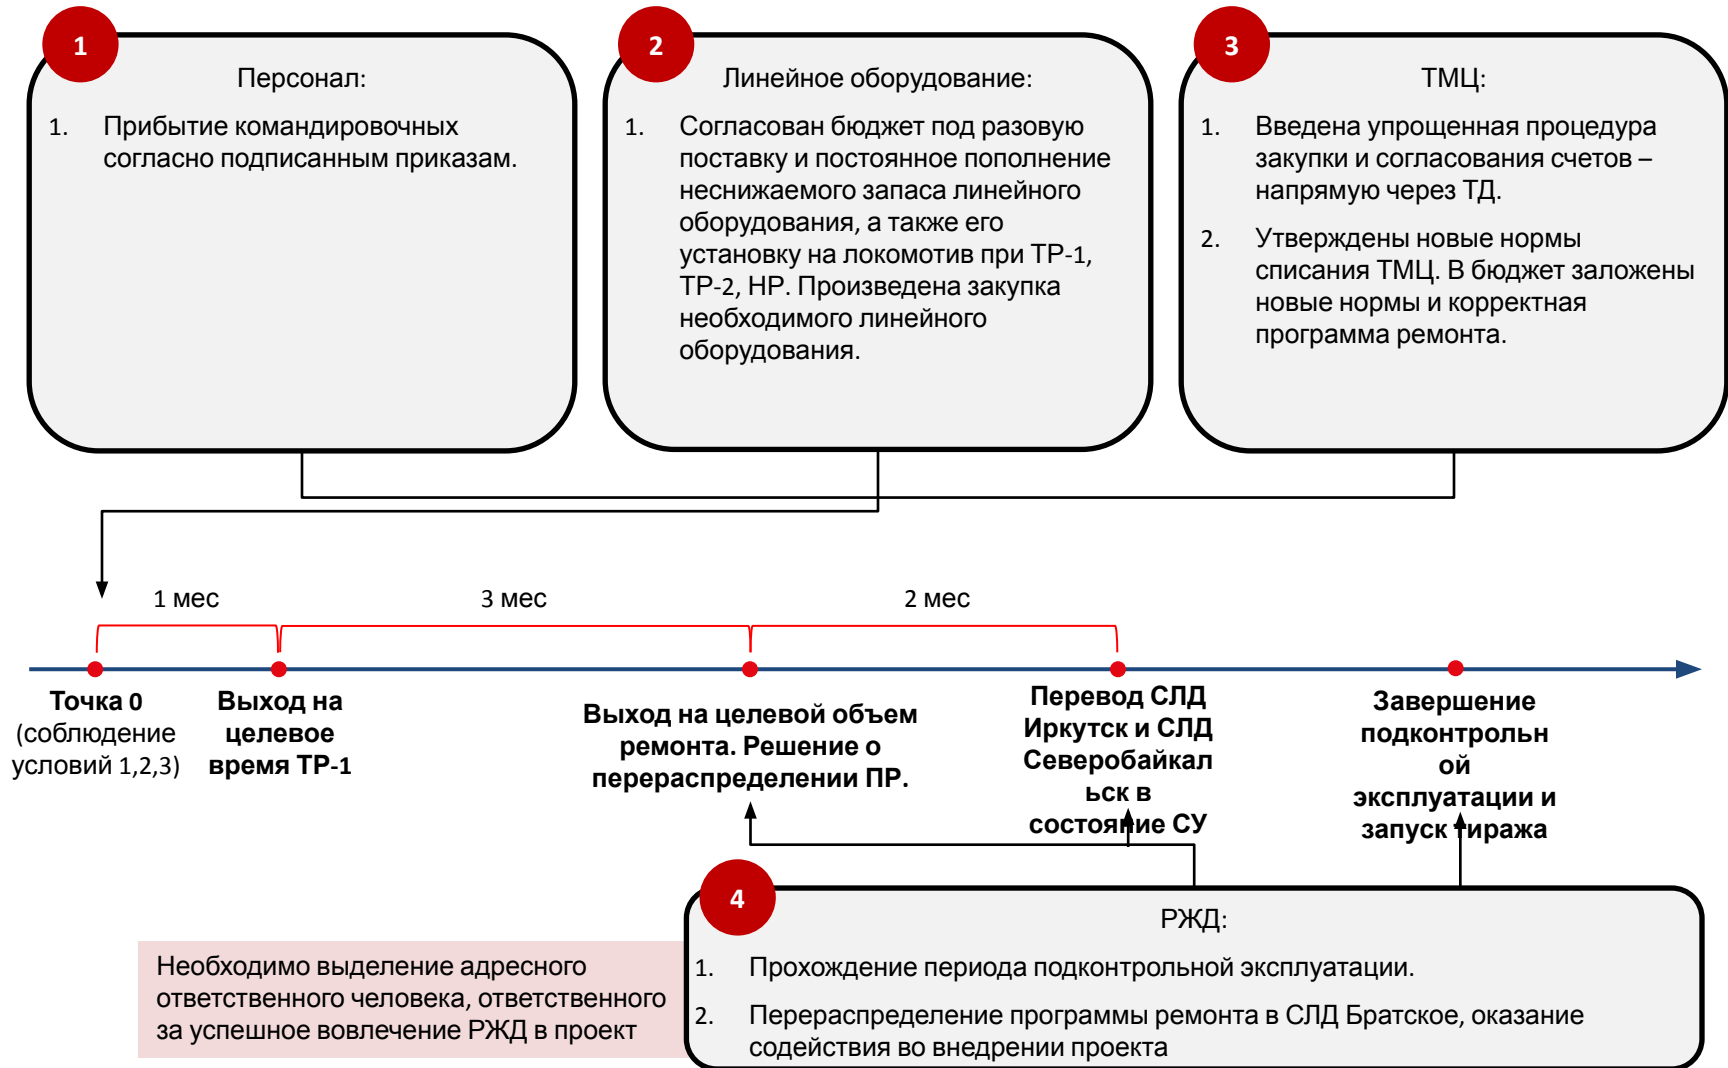 1
Персонал:
1. Прибытие командировочных
согласно подписанным приказам.
2
Линейное оборудование:
1. Согласован бюджет под разовую
поставку и постоянное пополнение
неснижаемого запаса линейного
оборудования, а также его
установку на локомотив при ТР-1,
ТР-2, НР. Произведена закупка
необходимого линейного
оборудования.
3
ТМЦ:
1. Введена упрощенная процедура
закупки и согласования счетов –
напрямую через ТД.
2. Утверждены новые нормы
списания ТМЦ. В бюджет заложены
новые нормы и корректная
программа ремонта.
1 мес
3 мес
2 мес
Точка 0
(соблюдение
условий 1,2,3)
Выход на
целевое
время ТР-1
Выход на целевой объем
ремонта. Решение о
перераспределении ПР.
Перевод СЛД
Иркутск и СЛД
Северобайкал
ьск в
состояние СУ
Завершение
подконтрольн
ой
эксплуатации и
запуск тиража
4
РЖД:
1. Прохождение периода подконтрольной эксплуатации.
2. Перераспределение программы ремонта в СЛД Братское, оказание
содействия во внедрении проекта
Необходимо выделение адресного
ответственного человека, ответственного
за успешное вовлечение РЖД в проект